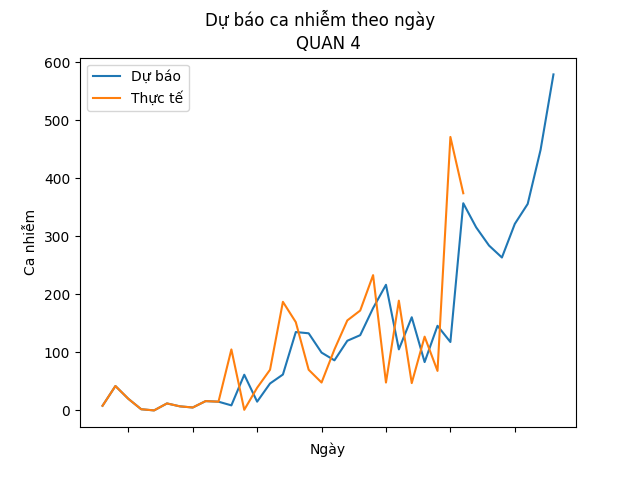 Dự báo ca nhiễm theo ngày
QUAN 4
Dự báo
Thực tế
600
500
400
300
200
100
0
Ca nhiễm
Ngày